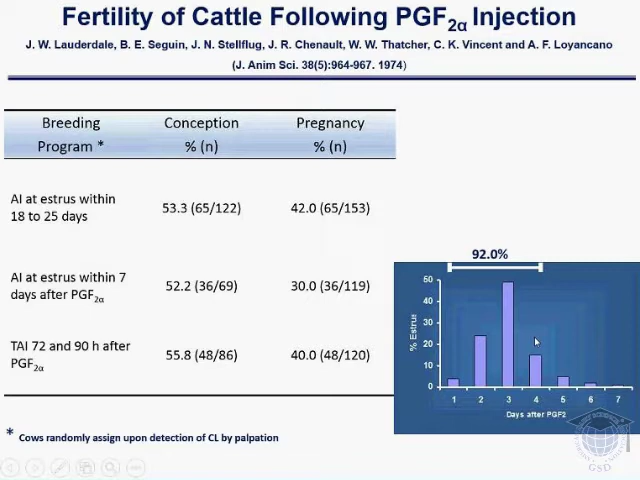 Fertility of Cattle Following PGF2α Injection
J. W. Lauderdale, B. E. Seguin, J. N. Stellflug, J. R. Chenault, W. W. Thatcher, C. K. Vincent and A. F. Loyancano
(J. Anim Sci. 38(5):964-967. 1974)
Breeding Program * Conception % (n) Pregnancy % (n)
AI at estrus within 18 to 25 days 53.3 (65/122) 42.0 (65/153)
AI at estrus within 7 days after PGF2α 52.2 (36/69) 30.0 (36/119)
TAI 72 and 90 h after PGF2α 55.8 (48/86) 40.0 (48/120)
92.0%
% Estrus
50
40
30
20
10
0
1 2 3 4 5 6 7
Days after PGF2
* Cows randomly assign upon detection of CL by palpation
GSD